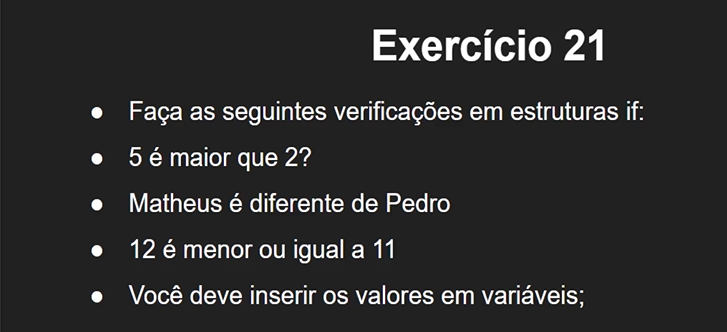 Exercício 21
● Faça as seguintes verificações em estruturas if:
● 5 é maior que 2?
● Matheus é diferente de Pedro
● 12 é menor ou igual a 11
● Você deve inserir os valores em variáveis;